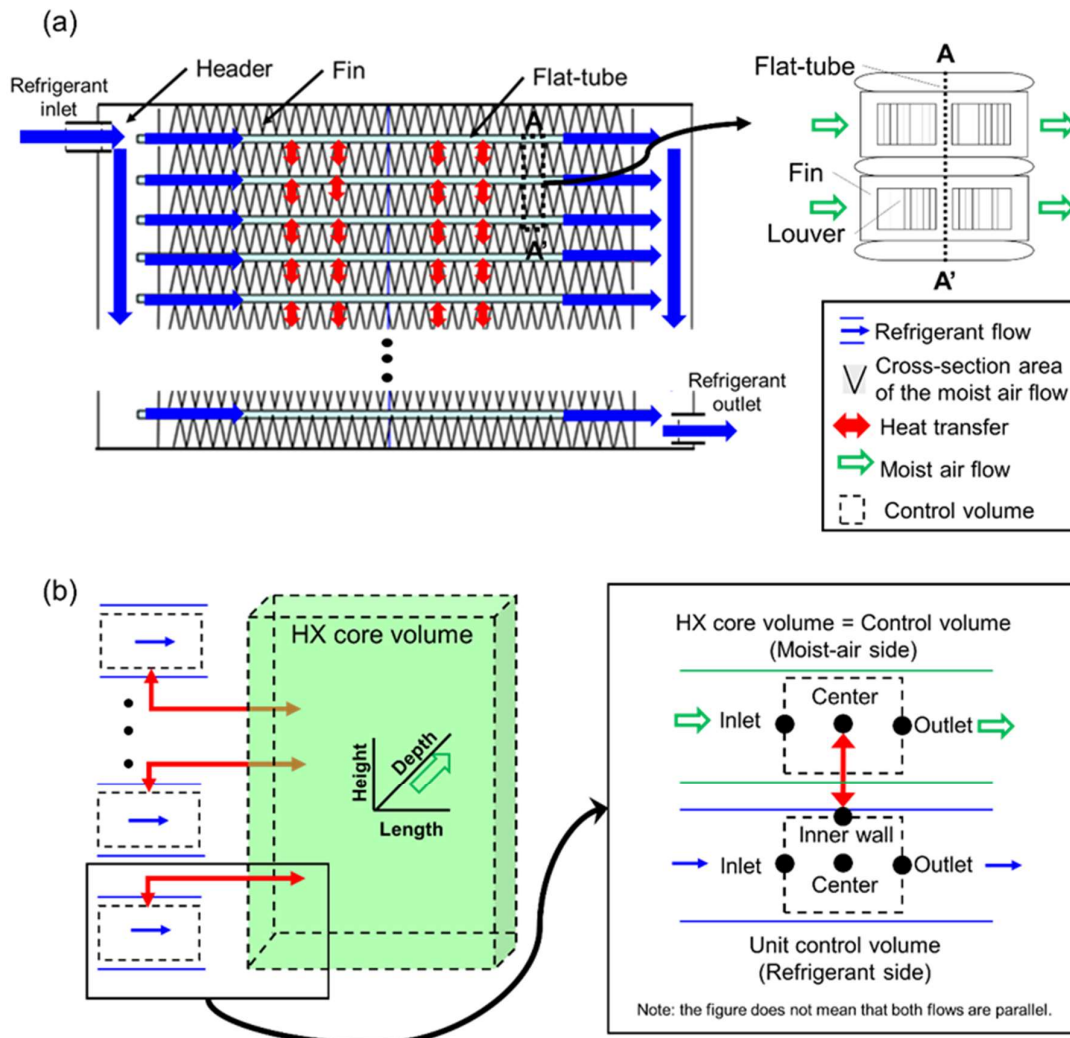 (a)
Header
Fin
Flat-tube
Refrigerant
inlet
A
A'
Refrigerant
outlet
A
Flat-tube
Fin
Louver
A'
Refrigerant flow
Cross-section area
of the moist air flow
Heat transfer
Moist air flow
Control volume
(b)
HX core volume
Height
Depth
Length
HX core volume = Control volume
(Moist-air side)
Center
Inlet
Outlet
Inner wall
Inlet
Outlet
Center
Unit control volume
(Refrigerant side)
Note: the figure does not mean that both flows are parallel.